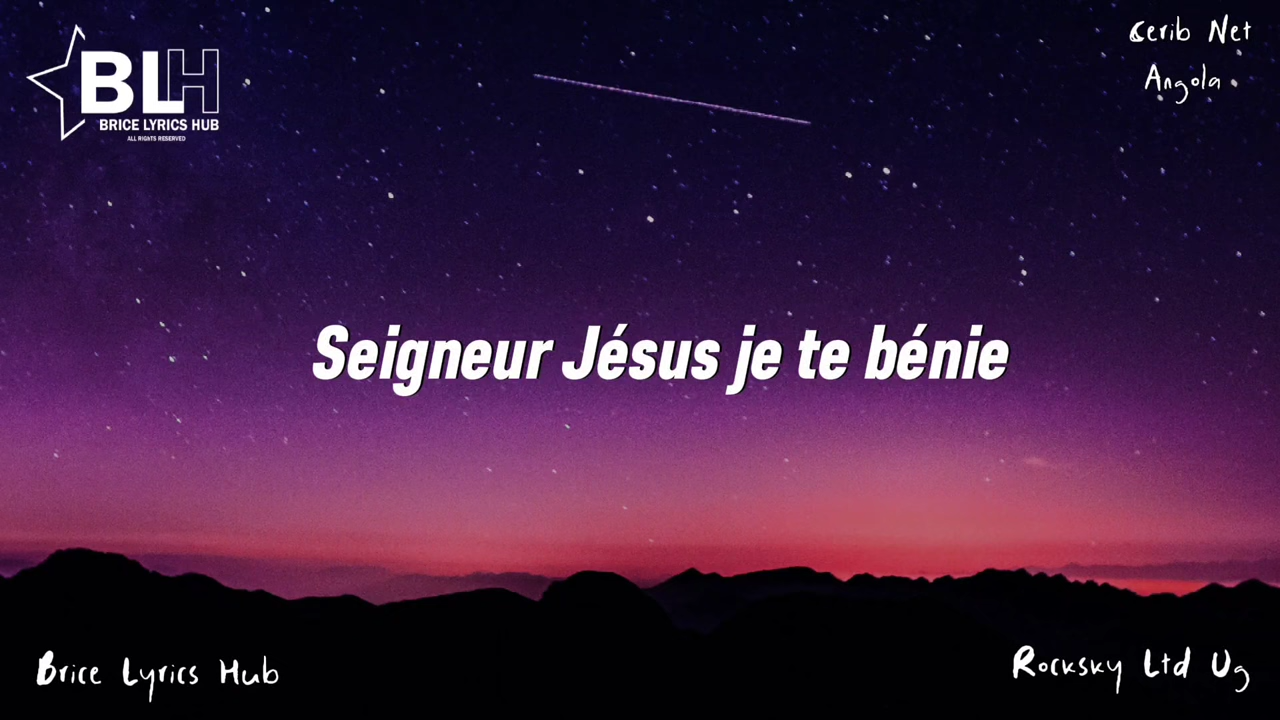 BLH
BRICE LYRICS HUB
ALL RIGHTS RESERVED
Xerib Net
Angola
Seigneur Jésus je te bénie
Brice Lyrics Hub
Rocksky Ltd Ug